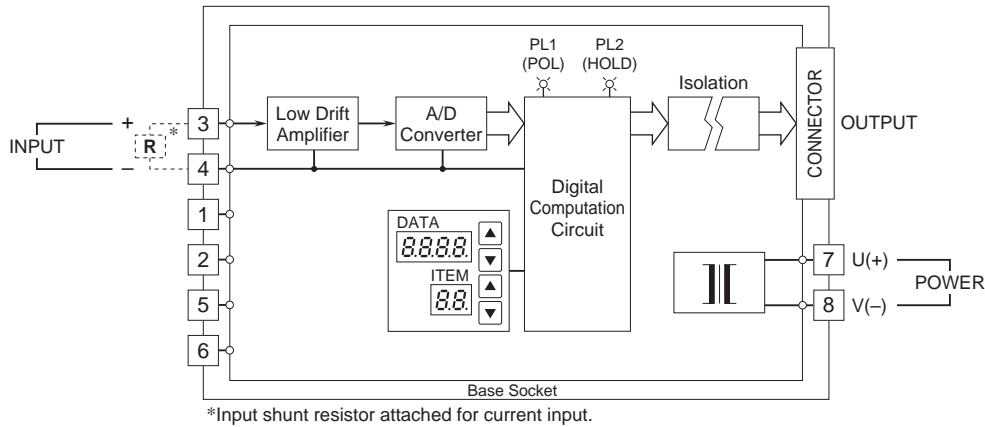 PL1
(POL)
PL2
(HOLD)
Isolation
3
Low Drift
Amplifier
A/D
Converter
CONNECTOR
OUTPUT
INPUT
+
*
R
–
4
Digital
Computation
Circuit
1
DATA
8.8.8.8.
▲
▼
2
ITEM
8.8.
▲
▼
7
U(+)
POWER
5
8
V(–)
6
Base Socket
*Input shunt resistor attached for current input.